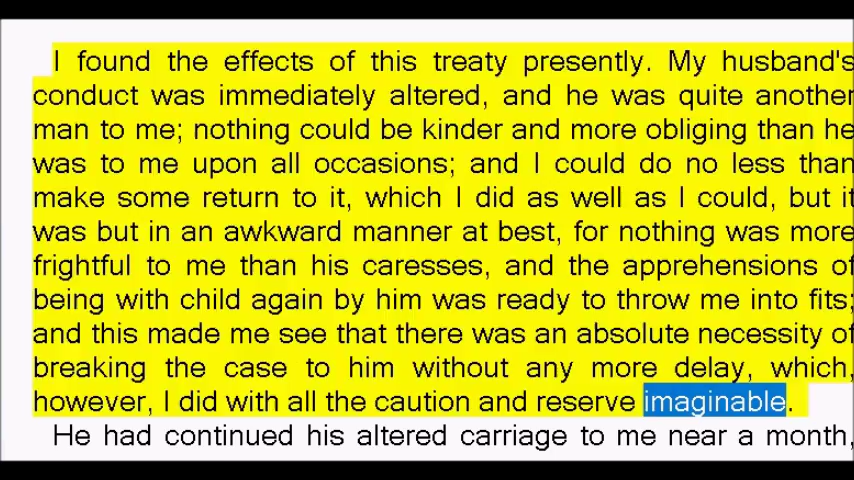 I found the effects of this treaty presently. My husband's
conduct was immediately altered, and he was quite another
man to me; nothing could be kinder and more obliging than he
was to me upon all occasions; and I could do no less than
make some return to it, which I did as well as I could, but it
was but in an awkward manner at best, for nothing was more
frightful to me than his caresses, and the apprehensions of
being with child again by him was ready to throw me into fits;
and this made me see that there was an absolute necessity of
breaking the case to him without any more delay, which,
however, I did with all the caution and reserve imaginable.
He had continued his altered carriage to me near a month,